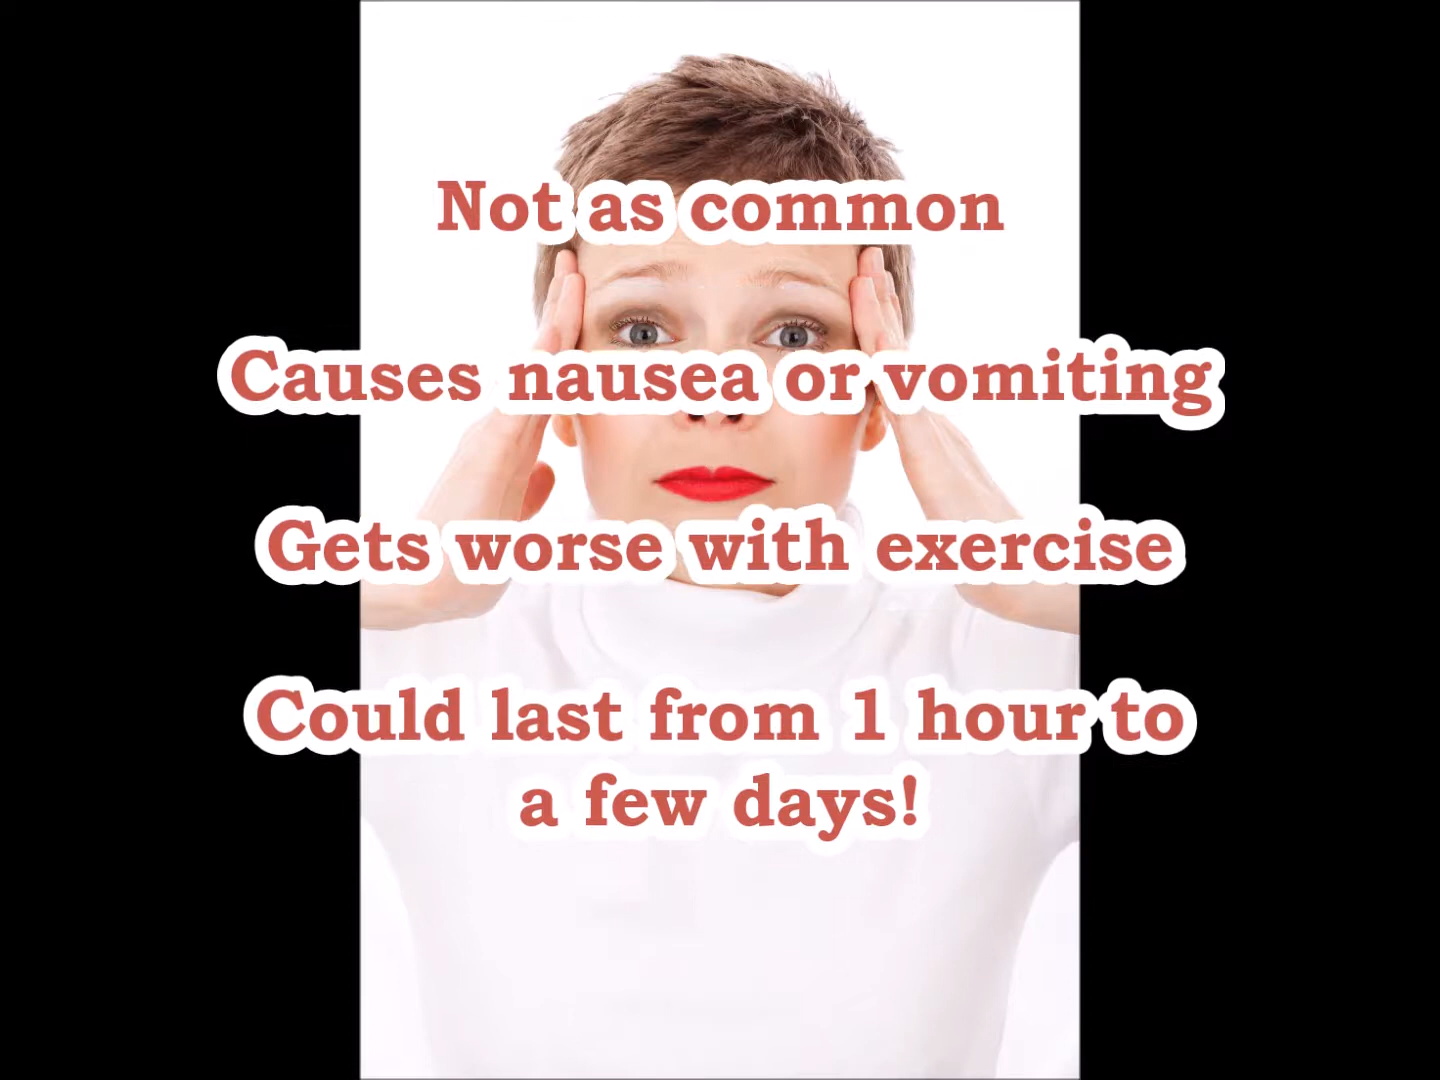 Not as common
Causes nausea or vomiting
Gets worse with exercise
Could last from 1 hour to
a few days!